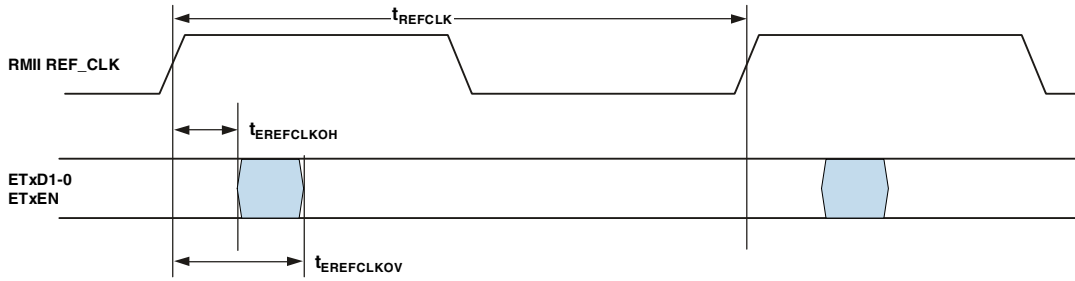 tREFCLK
RMII REF_CLK
tEREFCLKOH
ETxD1-0
ETxEN
tEREFCLKOV